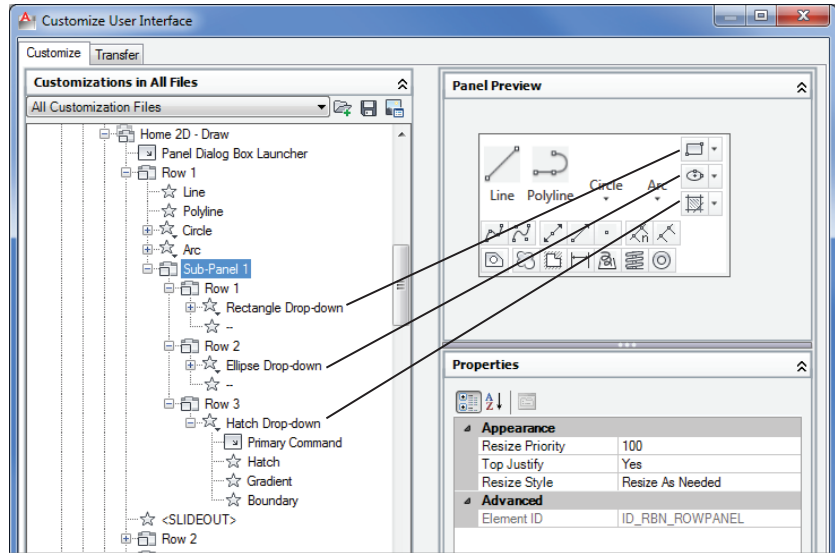 Customize User Interface
Customize Transfer
Customizations in All Files
All Customization Files
Home 2D - Draw
Panel Dialog Box Launcher
Row 1
Line
Polyline
Circle
Arc
Sub-Panel 1
Row 1
Rectangle Drop-down
--
Row 2
Ellipse Drop-down
--
Row 3
Hatch Drop-down
Primary Command
Hatch
Gradient
Boundary
<SLIDEOUT>
Row 2
Panel Preview
Line Polyline Circle Arc
Properties
Appearance
Resize Priority 100
Top Justify Yes
Resize Style Resize As Needed
Advanced
Element ID ID_RBN_ROWPANEL